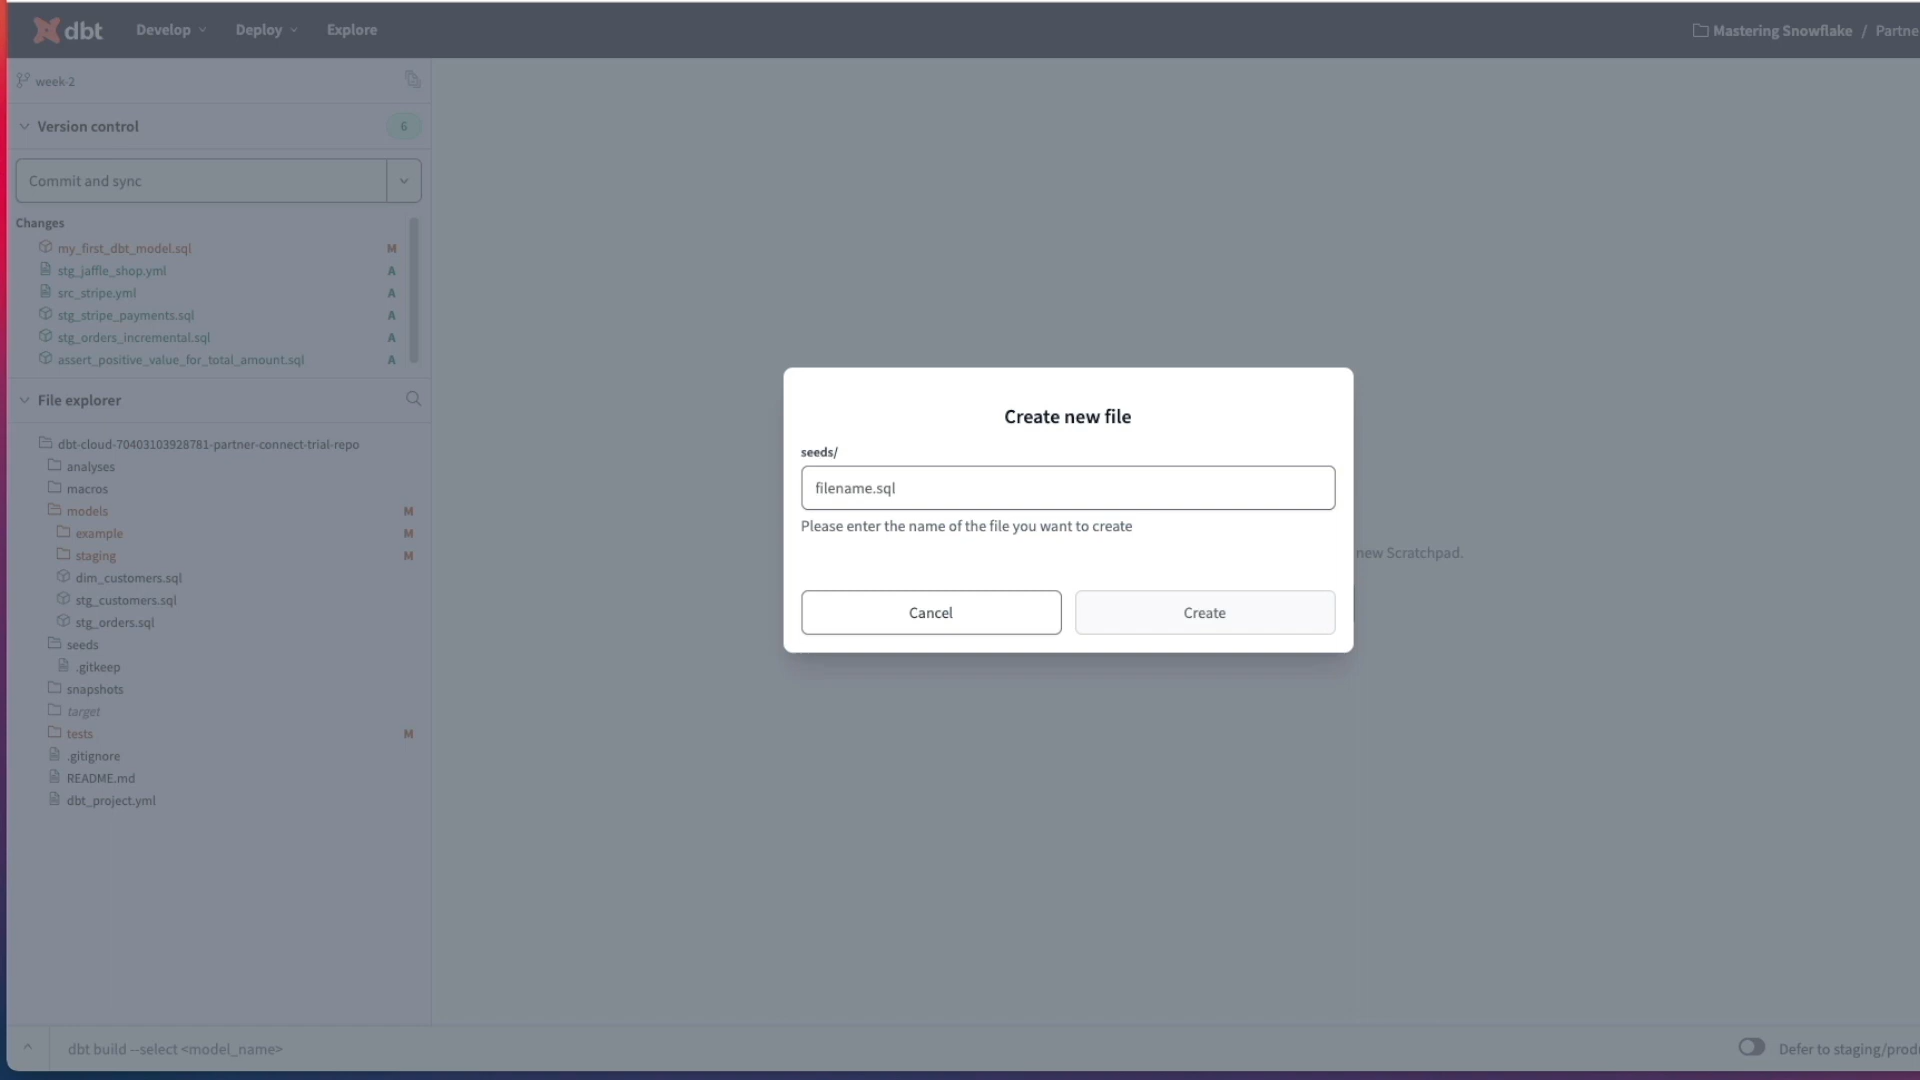 dbt
Develop
Deploy
Explore
Mastering Snowflake / Partne
week-2
Version control
6
Commit and sync
Changes
my_first_dbt_model.sql M
stg_jaffle_shop.yml A
src_stripe.yml A
stg_stripe_payments.sql A
stg_orders_incremental.sql A
assert_positive_value_for_total_amount.sql A
File explorer
dbt-cloud-70403103928781-partner-connect-trial-repo
analyses
macros
models M
example M
staging M
dim_customers.sql
stg_customers.sql
stg_orders.sql
seeds
.gitkeep
snapshots
target
tests M
.gitignore
README.md
dbt_project.yml
Create new file
seeds/
filename.sql
Please enter the name of the file you want to create
Cancel
Create
new Scratchpad.
dbt build --select <model_name>
Defer to staging/produ